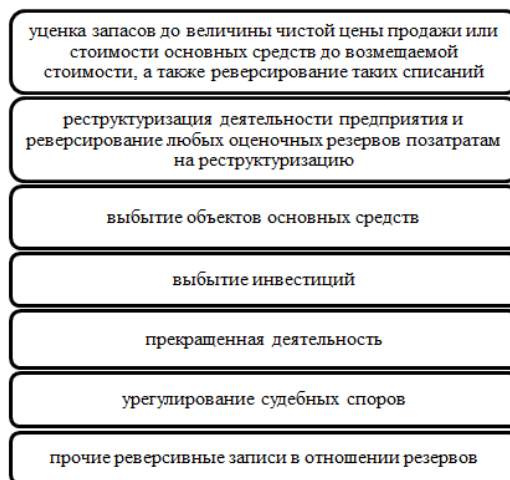 уценка запасов до величины чистой цены продажи или
стоимости основных средств до возмещаемой
стоимости, а также реверсирование таких списаний
реструктуризация деятельности предприятия и
реверсирование любых оценочных резервов позатратам
на реструктуризацию
выбытие объектов основных средств
выбытие инвестиций
прекращенная деятельность
урегулирование судебных споров
прочие реверсивные записи в отношении резервов